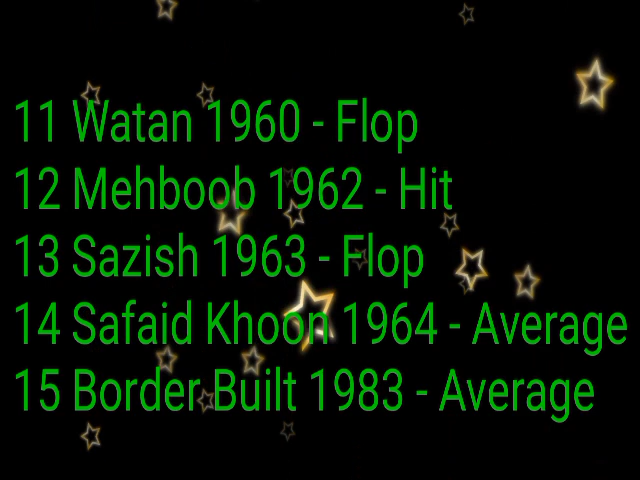 11 Watan 1960 - Flop
12 Mehboob 1962 - Hit
13 Sazish 1963 - Flop
14 Safaid Khoon 1964 - Average
15 Border Built 1983 - Average